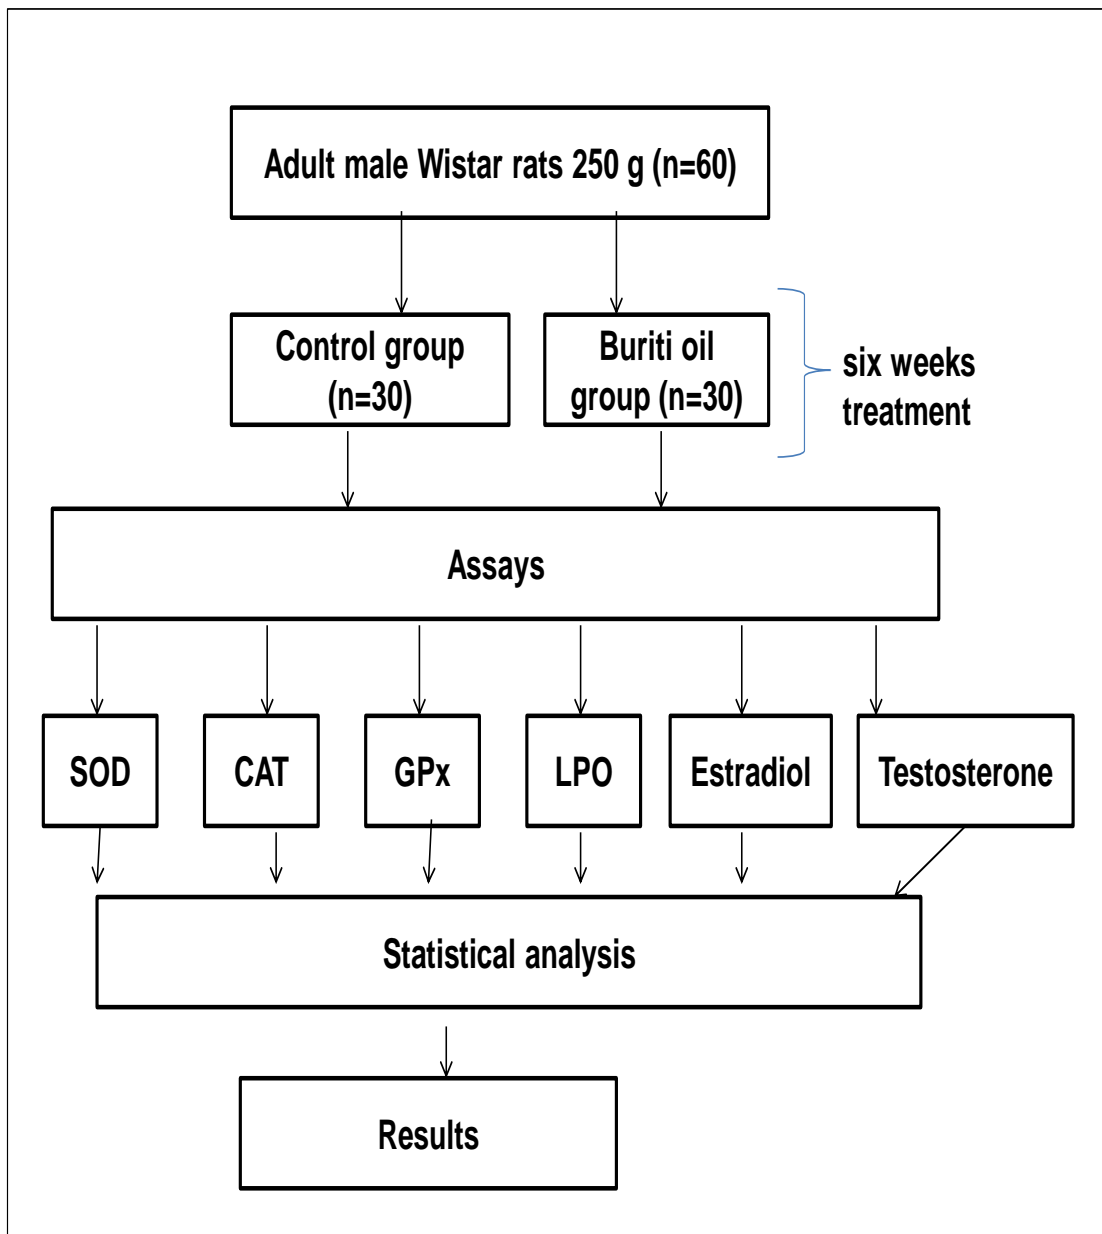 Adult male Wistar rats 250 g (n=60)
Control group
(n=30)
Buriti oil
group (n=30)
six weeks
treatment
Assays
SOD
CAT
GPx
LPO
Estradiol
Testosterone
Statistical analysis
Results